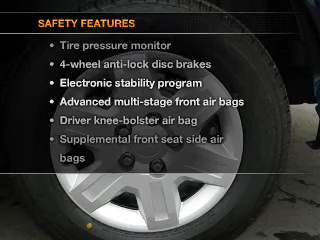 SAFETY FEATURES
• Tire pressure monitor
• 4-wheel anti-lock disc brakes
• Electronic stability program
• Advanced multi-stage front air bags
• Driver knee-bolster air bag
• Supplemental front seat side air
bags